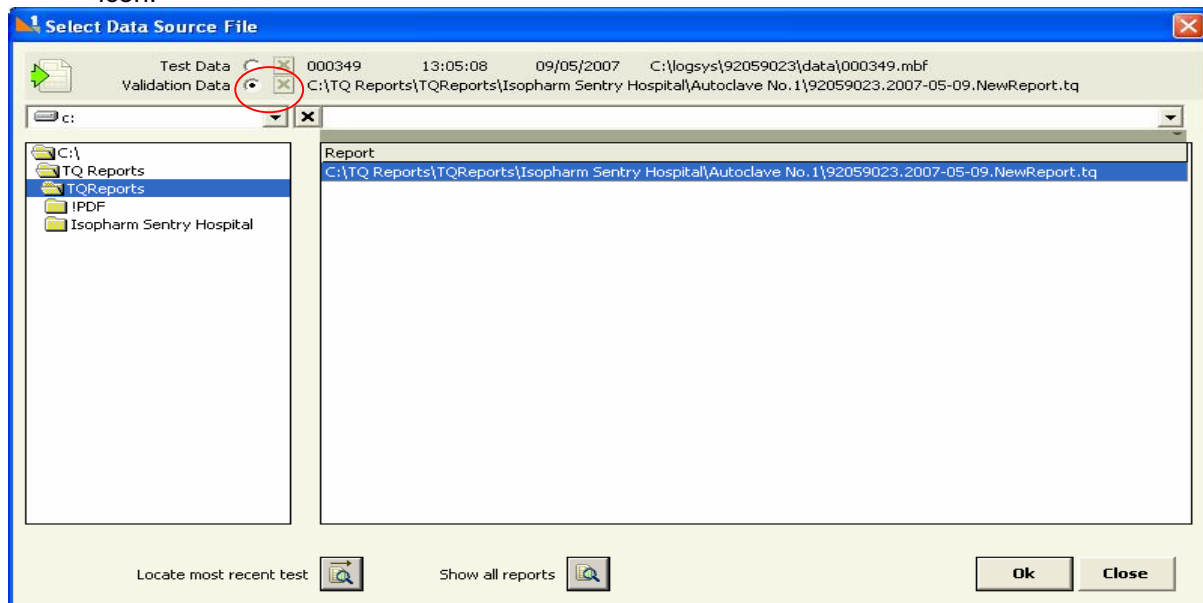 Select Data Source File
Test Data 000349 13:05:08 09/05/2007 C:\logsys\92059023\data\000349.mbf
Validation Data C:\TQ Reports\TQReports\Isopharm Sentry Hospital\Autoclave No.1\92059023.2007-05-09.NewReport.tq
c:
C:\
TQ Reports
TQReports
!PDF
Isopharm Sentry Hospital
Report
C:\TQ Reports\TQReports\Isopharm Sentry Hospital\Autoclave No.1\92059023.2007-05-09.NewReport.tq
Locate most recent test Show all reports Ok Close